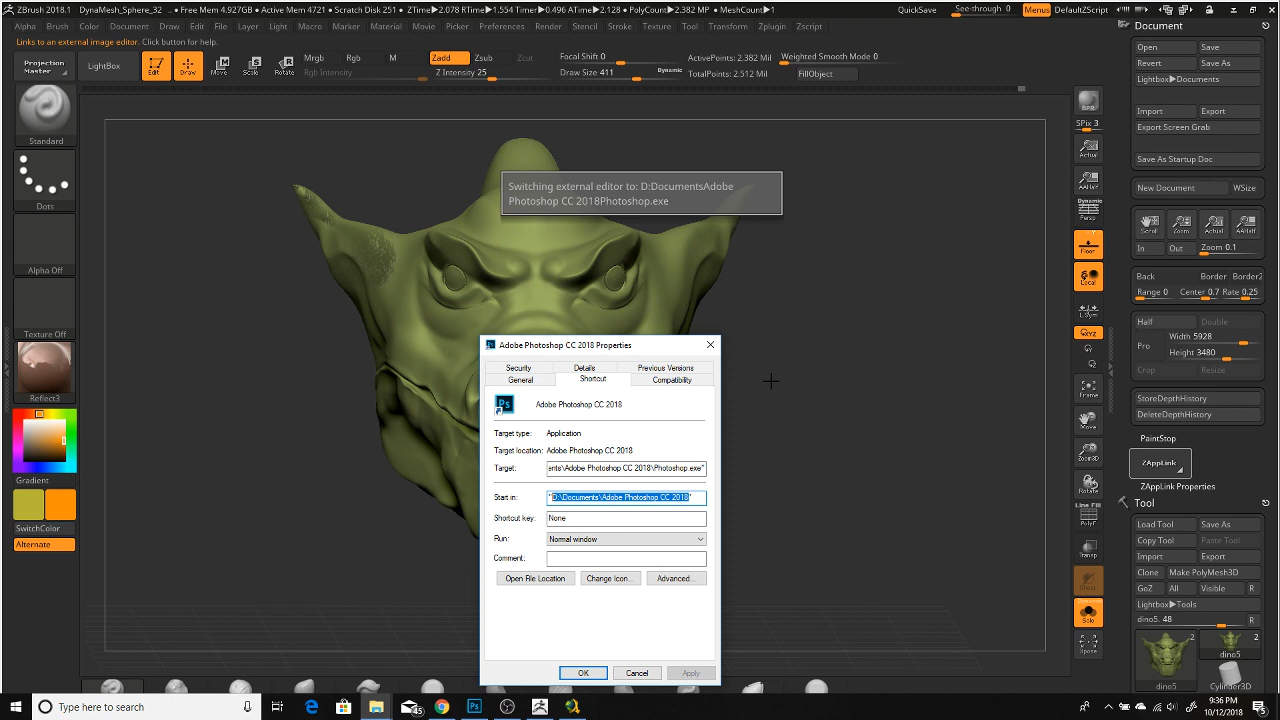 ZBrush 2018.1 DynaMesh_Sphere_32 .. • Free Mem 4.927GB • Active Mem 4721 • Scratch Disk 251 • ZTime▶2.078 RTime▶1.554 Timer▶0.496 ATime▶2.128 • PolyCount▶2.382 MP • MeshCount▶1 QuickSave See-through 0 Menus DefaultZScript
Alpha Brush Color Document Draw Edit File Layer Light Macro Marker Material Movie Picker Preferences Render Stencil Stroke Texture Tool Transform Zplugin Zscript
Links to an external image editor. Click button for help.
Projection Master
LightBox
Edit
Draw
Move
Scale
Rotate
Mrgb Rgb M
Rgb Intensity
Zadd Zsub Zcut
Z Intensity 25
Focal Shift 0
Draw Size 411
Dynamic
ActivePoints: 2.382 Mil
TotalPoints: 2.512 Mil
Weighted Smooth Mode 0
FillObject
Standard
Dots
Alpha Off
Texture Off
Reflect3
Gradient
SwitchColor
Alternate
Switching external editor to: D:DocumentsAdobe
Photoshop CC 2018Photoshop.exe
Adobe Photoshop CC 2018 Properties
Security Details Previous Versions
General Shortcut Compatibility
Adobe Photoshop CC 2018
Target type: Application
Target location: Adobe Photoshop CC 2018
Target: ents\Adobe Photoshop CC 2018\Photoshop.exe"
Start in: "D:\Documents\Adobe Photoshop CC 2018"
Shortcut key: None
Run: Normal window
Comment:
Open File Location Change Icon... Advanced...
OK Cancel Apply
BPR
SPix 3
Actual
AAHalf
Dynamic
Persp
Floor
Local
L.Sym
Gxyz
Frame
Move
Zoom3D
Rotate
Line Fill
PolyF
Transp
Ghost
Solo
Xpose
Document
Open Save
Revert Save As
Lightbox▶Documents
Import Export
Export Screen Grab
Save As Startup Doc
New Document WSize
Scroll Zoom Actual AAHalf
In Out Zoom 0.1
Back Border Border2
Range 0 Center 0.7 Rate 0.25
Half Double
Pro
Width 5928
Height 3480
Crop Resize
StoreDepthHistory
DeleteDepthHistory
PaintStop
ZAppLink
ZAppLink Properties
Tool
Load Tool Save As
Copy Tool Paste Tool
Import Export
Clone Make PolyMesh3D
GoZ All Visible R
Lightbox▶Tools
dino5. 48 R
2
2
dino5
dino5
Cylinder3D
Type here to search
65
Ps
9:36 PM
10/12/2018